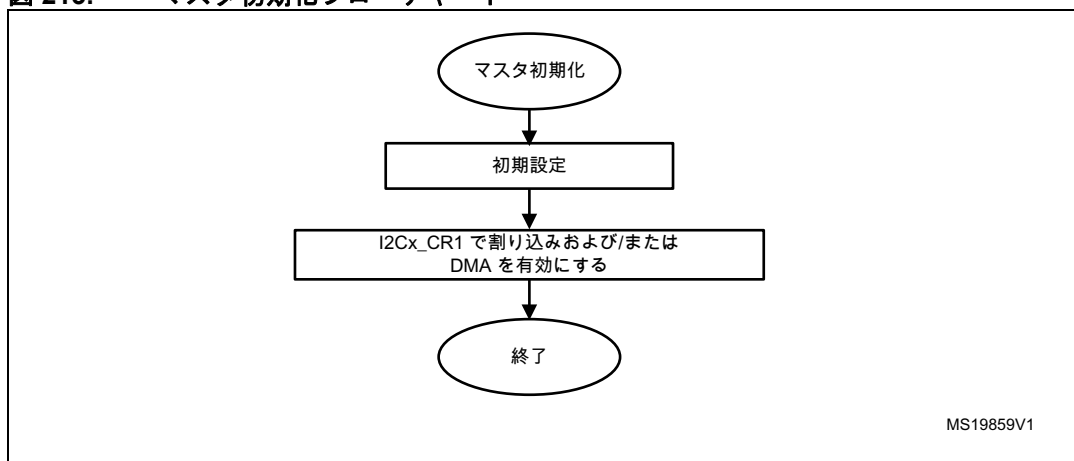 マスタ初期化
初期設定
I2Cx_CR1 で割り込みおよび/または
DMA を有効にする
終了
MS19859V1